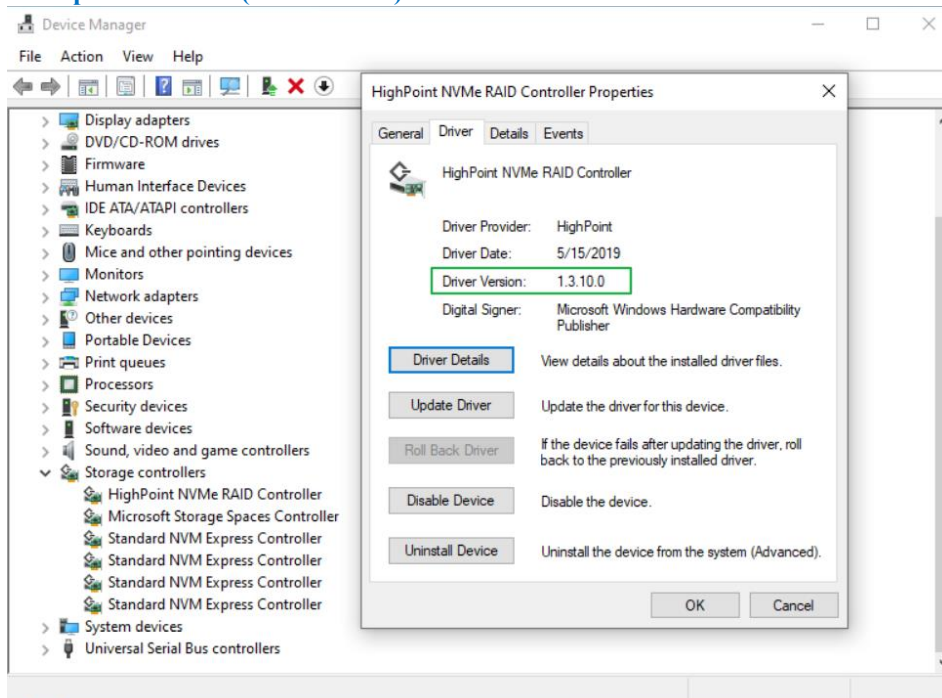 Device Manager
File Action View Help
Display adapters
DVD/CD-ROM drives
Firmware
Human Interface Devices
IDE ATA/ATAPI controllers
Keyboards
Mice and other pointing devices
Monitors
Network adapters
Other devices
Portable Devices
Print queues
Processors
Security devices
Software devices
Sound, video and game controllers
Storage controllers
HighPoint NVMe RAID Controller
Microsoft Storage Spaces Controller
Standard NVM Express Controller
Standard NVM Express Controller
Standard NVM Express Controller
Standard NVM Express Controller
System devices
Universal Serial Bus controllers
HighPoint NVMe RAID Controller Properties
General Driver Details Events
HighPoint NVMe RAID Controller
Driver Provider: HighPoint
Driver Date: 5/15/2019
Driver Version: 1.3.10.0
Digital Signer: Microsoft Windows Hardware Compatibility
Publisher
Driver Details View details about the installed driver files.
Update Driver Update the driver for this device.
Roll Back Driver If the device fails after updating the driver, roll
back to the previously installed driver.
Disable Device Disable the device.
Uninstall Device Uninstall the device from the system (Advanced).
OK Cancel